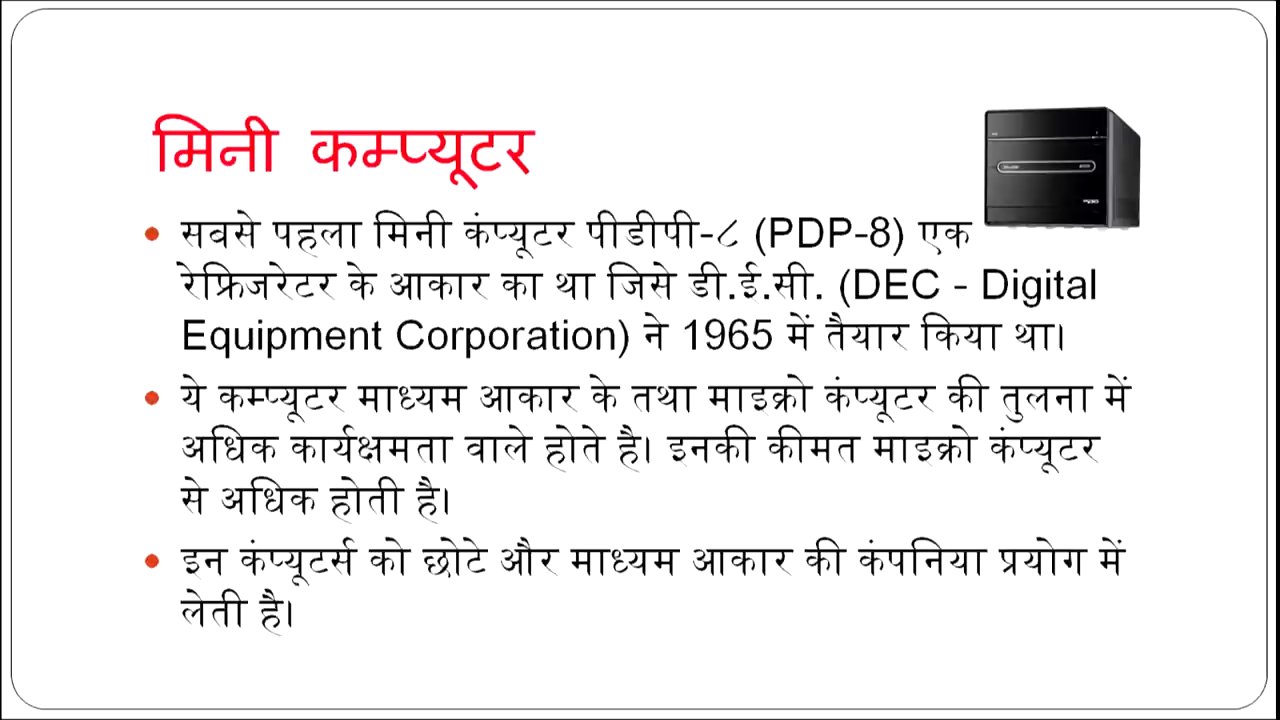 मिनी कम्प्यूटर
• सबसे पहला मिनी कंप्यूटर पीडीपी-८ (PDP-8) एक
रेफ्रिजरेटर के आकार का था जिसे डी.ई.सी. (DEC - Digital
Equipment Corporation) ने 1965 में तैयार किया था।
• ये कम्प्यूटर माध्यम आकार के तथा माइक्रो कंप्यूटर की तुलना में
अधिक कार्यक्षमता वाले होते है। इनकी कीमत माइक्रो कंप्यूटर
से अधिक होती है।
• इन कंप्यूटर्स को छोटे और माध्यम आकार की कंपनिया प्रयोग में
लेती है।